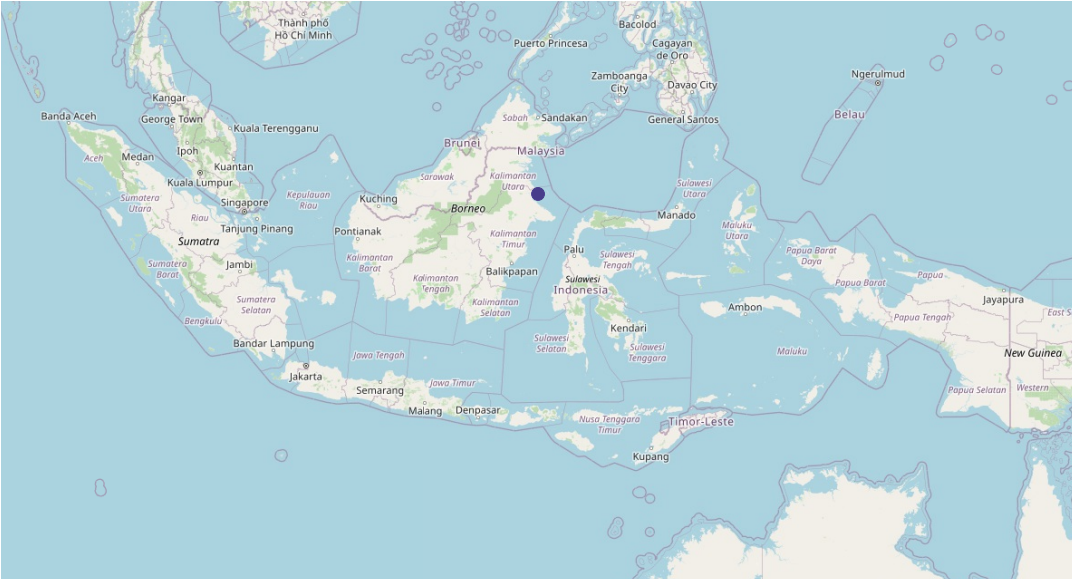 Thành phố
Hồ Chí Minh
Bacolod
Puerto Princesa
Cagayan
de Oro
Ngerulmud
Zamboanga
City
Davao City
Kangar
Banda Aceh
George Town
Kuala Terengganu
Sabah
Sandakan
General Santos
Belau
Brunei
Malaysia
Ipoh
Aceh
Medan
Kuantan
Kuala Lumpur
Sarawak
Kalimantan
Utara
Sulawesi
Utara
Sumatera
Utara
Kepulauan
Riau
Kuching
Singapore
Riau
Borneo
Manado
Tanjung Pinang
Pontianak
Maluku
Utara
Sumatra
Kalimantan
Timur
Palu
Papua Barat
Daya
Sumatera
Barat
Jambi
Kalimantan
Barat
Balikpapan
Sulawesi
Tengah
Papua
Kalimantan
Tengah
Sulawesi
Papua Barat
Indonesia
Sumatera
Selatan
Kalimantan
Selatan
Ambon
Jayapura
Bengkulu
Kendari
Papua Tengah
East S
Bandar Lampung
Sulawesi
Selatan
Sulawesi
Tenggara
Maluku
New Guinea
Jawa Tengah
Jakarta
Semarang
Jawa Timur
Papua Selatan
Western
Malang
Denpasar
Nusa Tenggara
Timur
Timor-Leste
Kupang